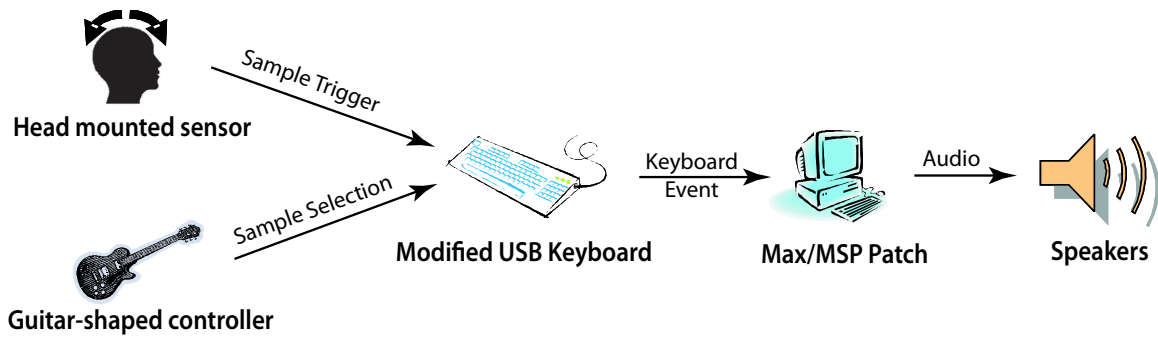 Sample Trigger
Head mounted sensor
Sample Selection
Guitar-shaped controller
Modified USB Keyboard
Keyboard
Event
Max/MSP Patch
Audio
Speakers